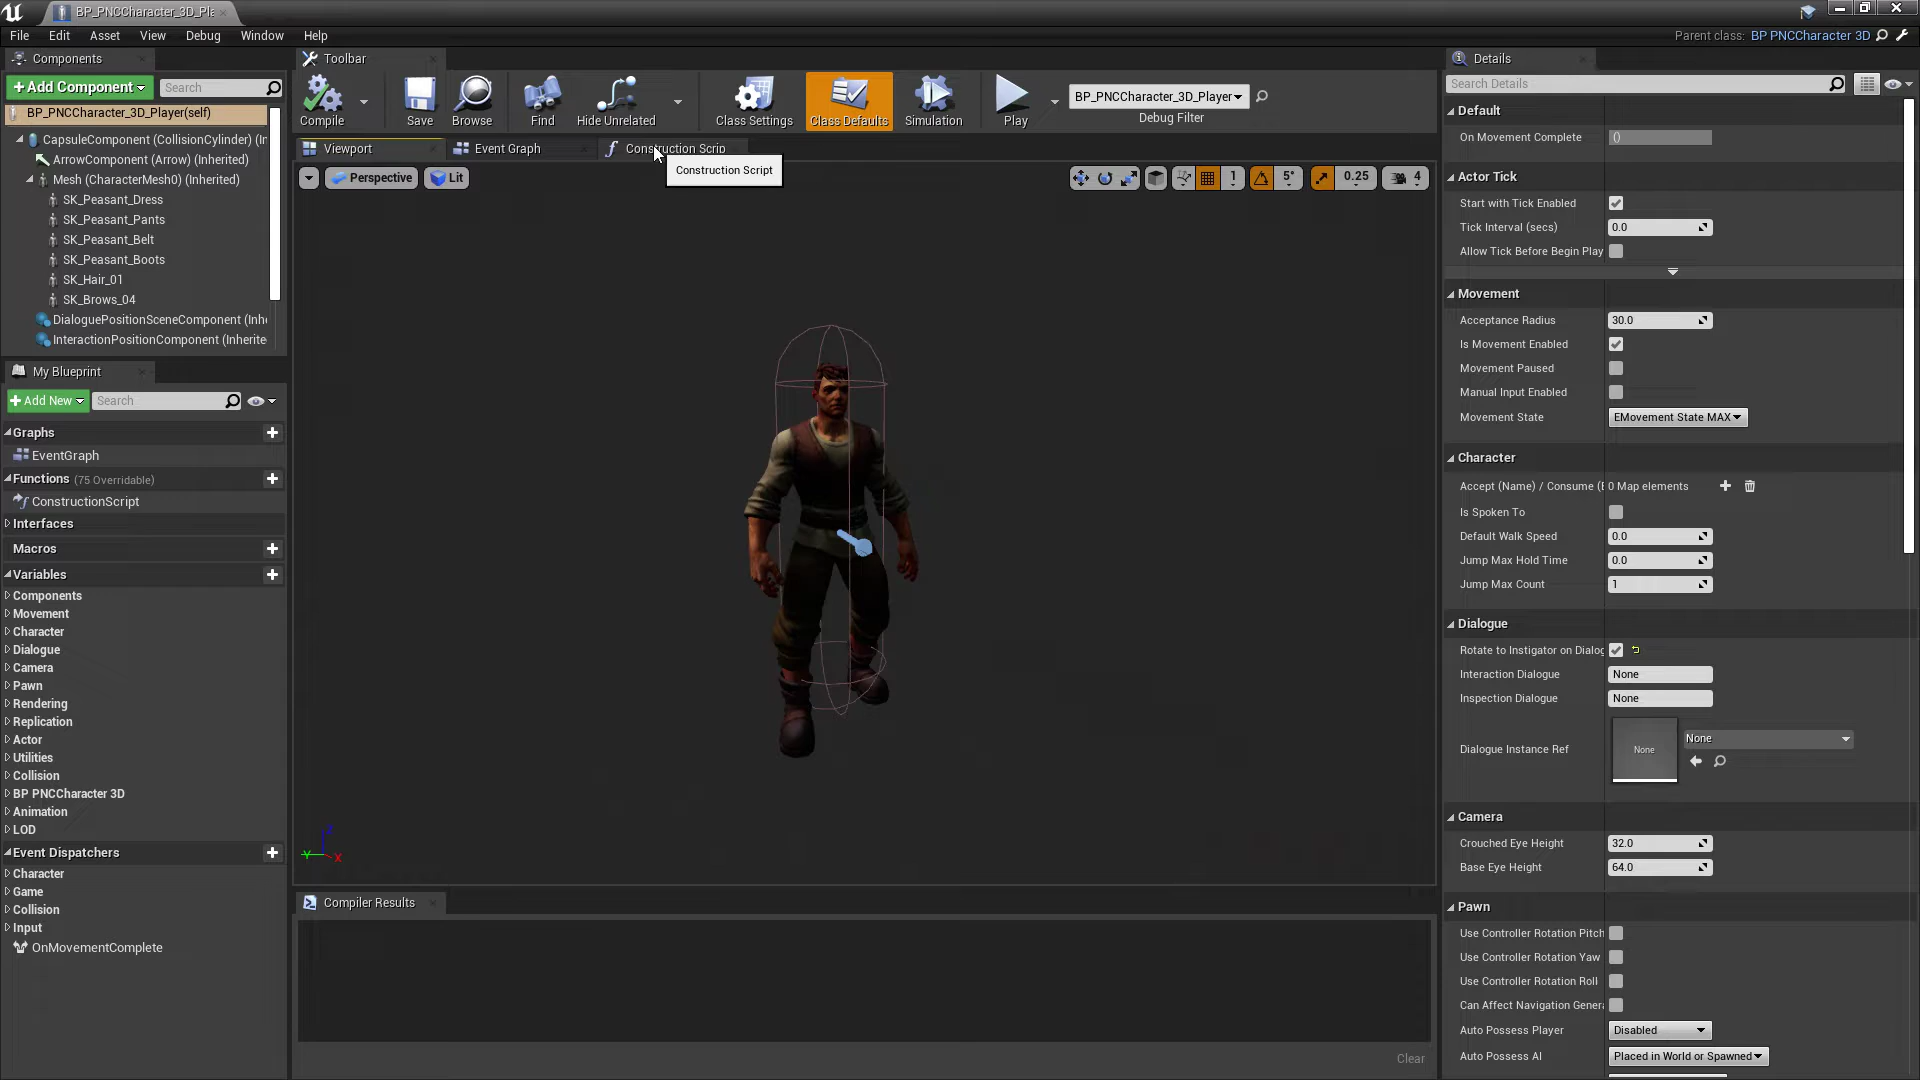 BP_PNCCharacter_3D_Pla
File Edit Asset View Debug Window Help
Parent class: BP PNCCharacter 3D
Components
+Add Component
Search
BP_PNCCharacter_3D_Player(self)
CapsuleComponent (CollisionCylinder) (In
ArrowComponent (Arrow) (Inherited)
Mesh (CharacterMesh0) (Inherited)
SK_Peasant_Dress
SK_Peasant_Pants
SK_Peasant_Belt
SK_Peasant_Boots
SK_Hair_01
SK_Brows_04
DialoguePositionSceneComponent (Inhe
InteractionPositionComponent (Inherite
My Blueprint
+Add New
Search
Graphs
EventGraph
Functions (75 Overridable)
ConstructionScript
Interfaces
Macros
Variables
Components
Movement
Character
Dialogue
Camera
Pawn
Rendering
Replication
Actor
Utilities
Collision
BP PNCCharacter 3D
Animation
LOD
Event Dispatchers
Character
Game
Collision
Input
OnMovementComplete
Toolbar
Compile
Save
Browse
Find
Hide Unrelated
Class Settings
Class Defaults
Simulation
Play
BP_PNCCharacter_3D_Player
Debug Filter
Viewport
Event Graph
Construction Scrip
Construction Script
Perspective
Lit
1
5°
0.25
4
Z
Y
X
Compiler Results
Clear
Details
Search Details
Default
On Movement Complete ()
Actor Tick
Start with Tick Enabled
Tick Interval (secs) 0.0
Allow Tick Before Begin Play
Movement
Acceptance Radius 30.0
Is Movement Enabled
Movement Paused
Manual Input Enabled
Movement State EMovement State MAX
Character
Accept (Name) / Consume (E 0 Map elements
Is Spoken To
Default Walk Speed 0.0
Jump Max Hold Time 0.0
Jump Max Count 1
Dialogue
Rotate to Instigator on Dialog
Interaction Dialogue None
Inspection Dialogue None
Dialogue Instance Ref None None
Camera
Crouched Eye Height 32.0
Base Eye Height 64.0
Pawn
Use Controller Rotation Pitch
Use Controller Rotation Yaw
Use Controller Rotation Roll
Can Affect Navigation Genera
Auto Possess Player Disabled
Auto Possess AI Placed in World or Spawned